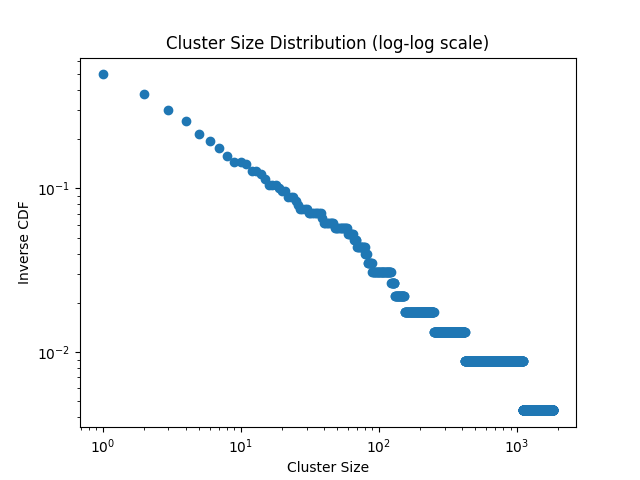 Cluster Size Distribution (log-log scale)
Inverse CDF
10⁻¹
10⁻²
10⁰ 10¹ 10² 10³
Cluster Size